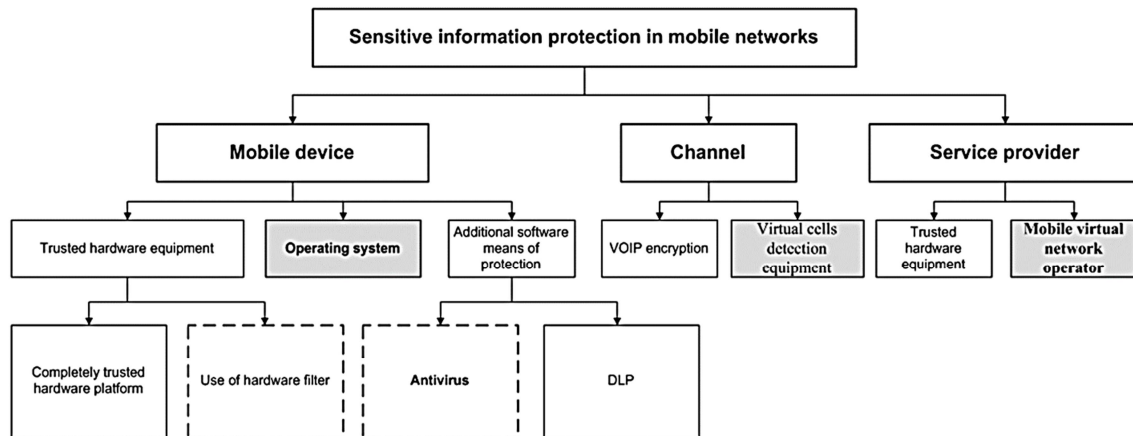 Sensitive information protection in mobile networks
Mobile device
Channel
Service provider
Trusted hardware equipment
Operating system
Additional software
means of
protection
VOIP encryption
Virtual cells
detection
equipment
Trusted
hardware
equipment
Mobile virtual
network
operator
Completely trusted
hardware platform
Use of hardware filter
Antivirus
DLP